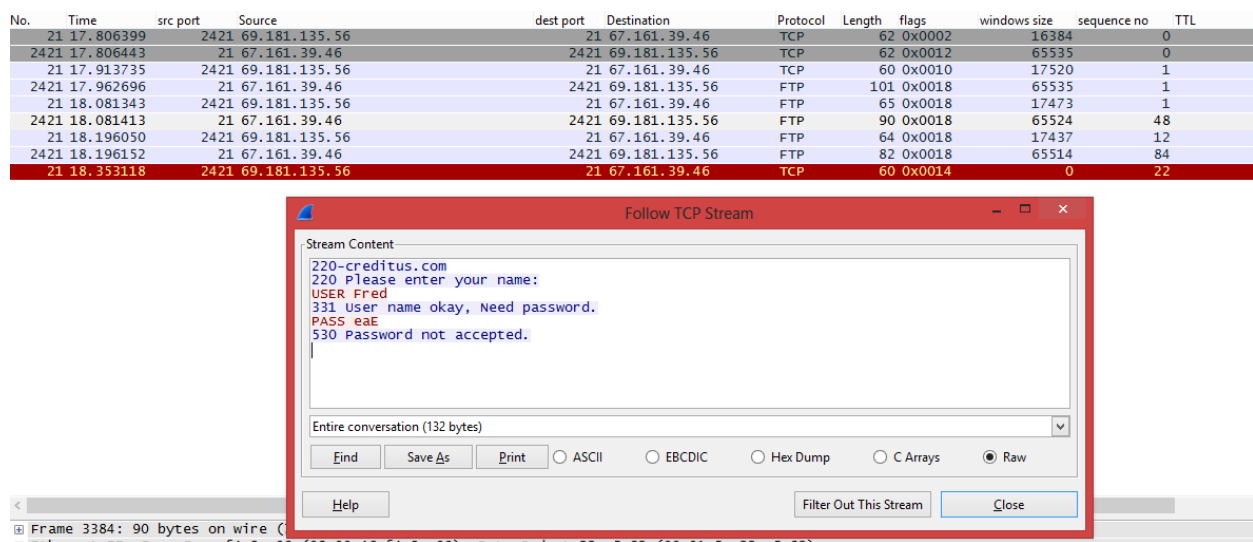 No. Time src port Source dest port Destination Protocol Length flags windows size sequence no TTL
21 17.806399 2421 69.181.135.56 21 67.161.39.46 TCP 62 0x0002 16384 0
2421 17.806443 21 67.161.39.46 2421 69.181.135.56 TCP 62 0x0012 65535 0
21 17.913735 2421 69.181.135.56 21 67.161.39.46 TCP 60 0x0010 17520 1
2421 17.962696 21 67.161.39.46 2421 69.181.135.56 FTP 101 0x0018 65535 1
21 18.081343 2421 69.181.135.56 21 67.161.39.46 FTP 65 0x0018 17473 1
2421 18.081413 21 67.161.39.46 2421 69.181.135.56 FTP 90 0x0018 65524 48
21 18.196050 2421 69.181.135.56 21 67.161.39.46 FTP 64 0x0018 17437 12
2421 18.196152 21 67.161.39.46 2421 69.181.135.56 FTP 82 0x0018 65514 84
21 18.353118 2421 69.181.135.56 21 67.161.39.46 TCP 60 0x0014 0 22
Follow TCP Stream
Stream Content
220-creditus.com
220 Please enter your name:
USER Fred
331 User name okay, Need password.
PASS eaE
530 Password not accepted.
Entire conversation (132 bytes)
Find Save As Print ASCII EBCDIC Hex Dump C Arrays Raw
Help Filter Out This Stream Close
Frame 3384: 90 bytes on wire (